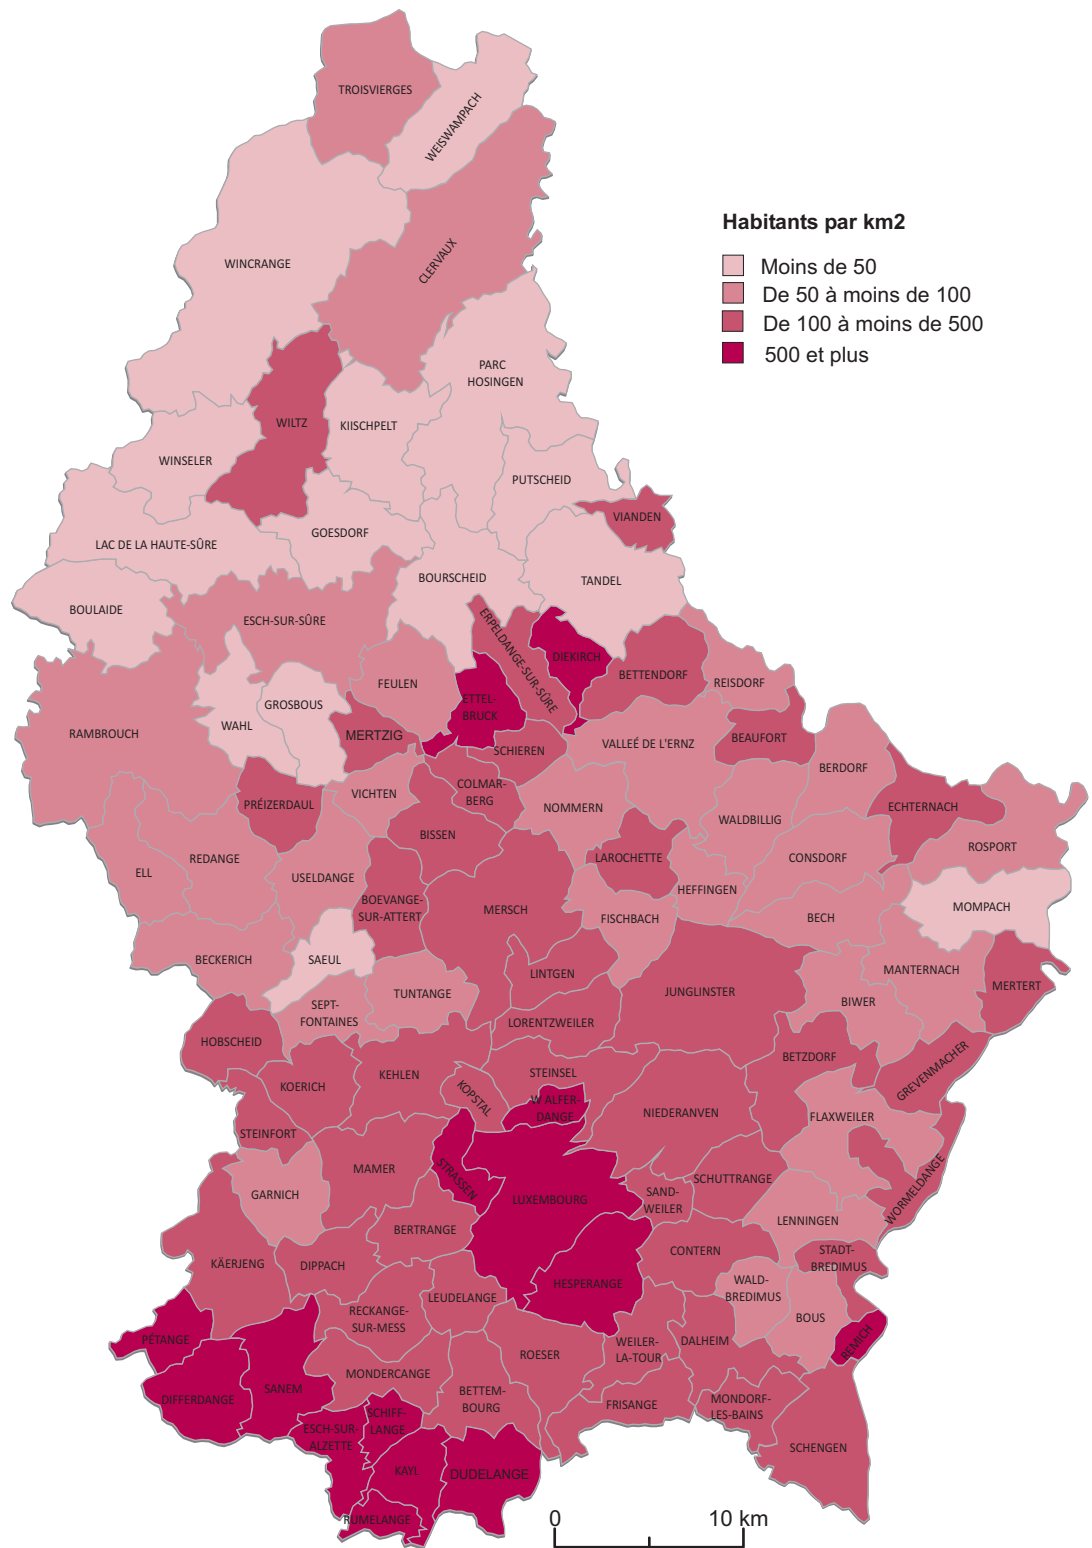 TROISVIERGES
WEISWAMPACH
Habitants par km2
Moins de 50
De 50 à moins de 100
De 100 à moins de 500
500 et plus
WINCRANGE
CLERVAUX
PARC
HOSINGEN
WILTZ
KIISCHPELT
WINSELER
PUTSCHEID
VIANDEN
GOESDORF
LAC DE LA HAUTE-SÛRE
BOURSCHEID
TANDEL
BOULAIDE
ESCH-SUR-SÛRE
ERPELDANGE-SUR-SÛRE
DIEKIRCH
BETTENDORF
REISDORF
FEULEN
ETTEL-
BRUCK
GROSBOUS
WAHL
RAMBROUCH
MERTZIG
SCHIEREN
VALLEÉ DE L'ERNZ
BEAUFORT
BERDORF
VICHTEN
COLMAR-
BERG
PRÉIZERDAUL
NOMMERN
ECHTERNACH
WALDBILLIG
BISSEN
ROSPORT
REDANGE
LAROCHETTE
CONSDORF
ELL
USELDANGE
HEFFINGEN
BOEVANGE-
SUR-ATTERT
MERSCH
FISCHBACH
BECH
MOMPACH
BECKERICH
SAEUL
LINTGEN
MANTERNACH
TUNTANGE
JUNGLINSTER
MERTERT
SEPT-
FONTAINES
BIWER
LORENTZWEILER
HOBSCHEID
BETZDORF
GREVENMACHER
KOERICH
KEHLEN
STEINSEL
KOPSTAL
W ALFER-
DANGE
NIEDERANVEN
FLAXWEILER
STEINFORT
MAMER
STRASSEN
SCHUTTRANGE
WORMELDANGE
GARNICH
LUXEMBOURG
SAND-
WEILER
LENNINGEN
BERTRANGE
CONTERN
STADT-
BREDIMUS
KÄERJENG
DIPPACH
HESPERANGE
WALD-
BREDIMUS
LEUDELANGE
RECKANGE-
SUR-MESS
BOUS
PÉTANGE
WEILER-
LA-TOUR
DALHEIM
REMICH
ROESER
MONDERCANGE
SANEM
DIFFERDANGE
BETTEM-
BOURG
FRISANGE
MONDORF-
LES-BAINS
SCHIFF-
LANGE
ESCH-SUR
ALZETTE
SCHENGEN
KAYL
DUDELANGE
RUMELANGE
0 10 km